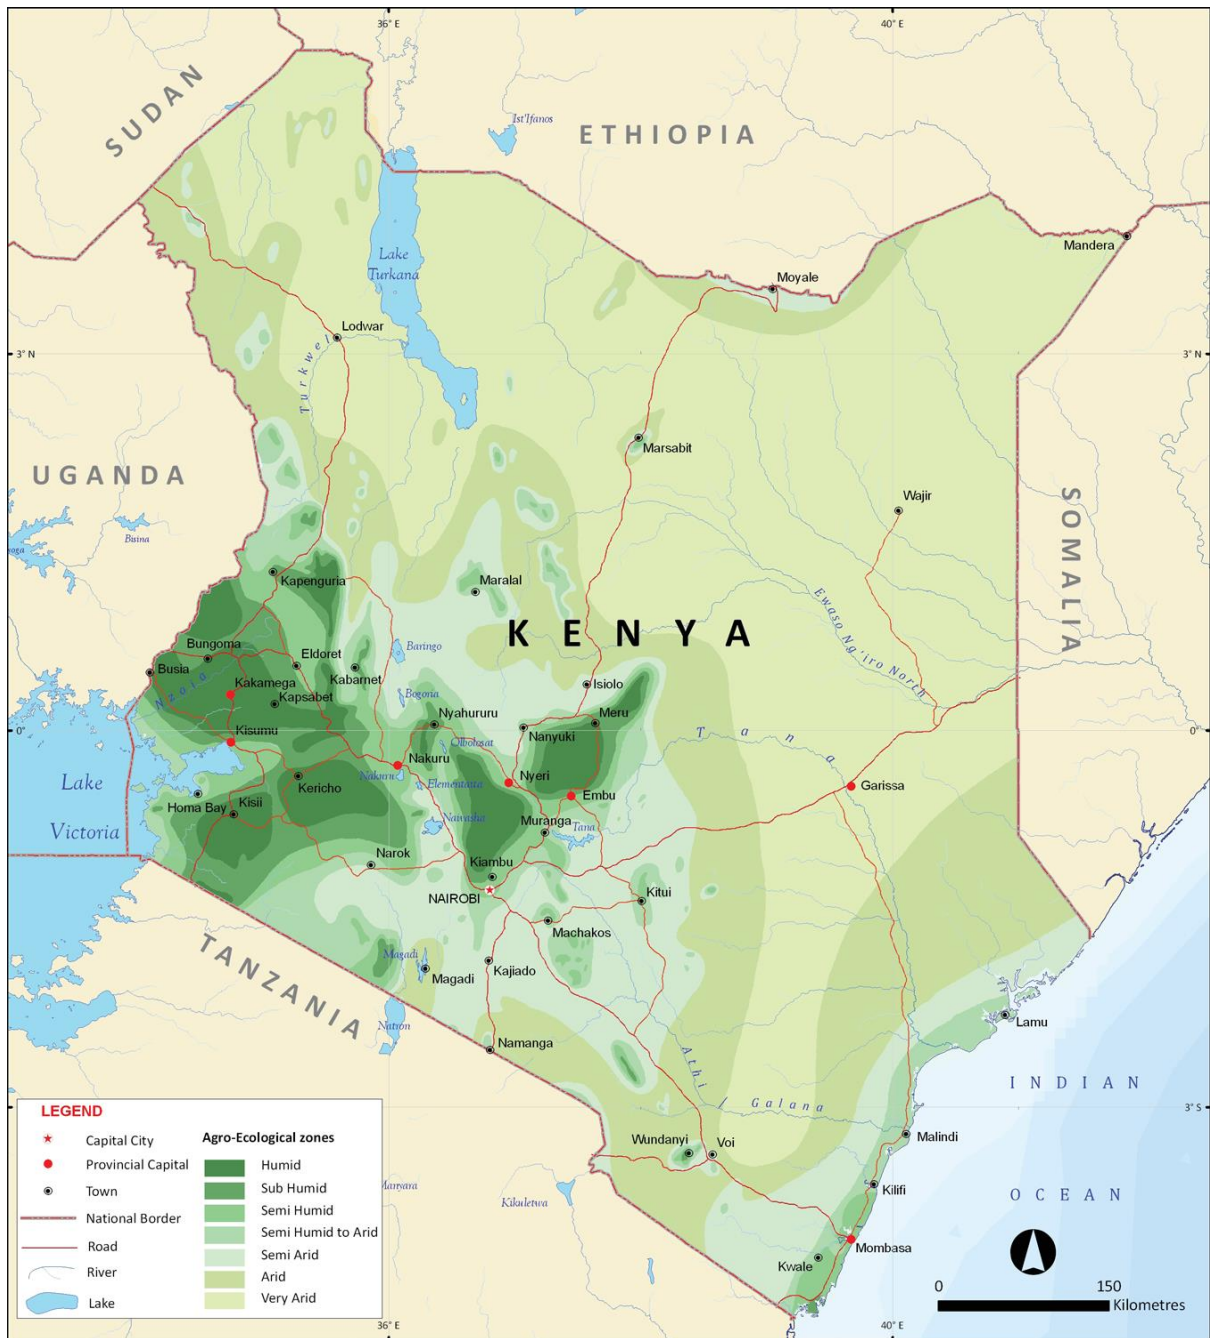 36° E
40° E
SUDAN
ETHIOPIA
Ist'Ifanos
Mandera
Lake
Turkana
Moyale
Lodwar
3° N
3° N
Turkwel
Marsabit
UGANDA
Wajir
SOMALIA
Bisina
Kapenguria
Maralal
Ewaso Ng'iro North
KENYA
Bungoma
Baringo
Eldoret
Busia
Kabarnet
Nzoia
Kakamega
Isiolo
Kapsabet
Bogoria
Nyahururu
Meru
Kisumu
0°
0°
Nanyuki
Tana
Olbolosat
Nakuru
Nakuru
Lake
Victoria
Kericho
Elementaita
Nyeri
Garissa
Homa Bay
Kisii
Embu
Nawasha
Muranga
Tana
Narok
Kiambu
Kitui
NAIROBI
Machakos
TANZANIA
Magadi
Magadi
Kajiado
Natron
Lamu
Namanga
Athi / Galana
INDIAN
OCEAN
3° S
Malindi
Wundanyi
Voi
Manyara
Kikuletwa
Kilifi
Mombasa
Kwale
LEGEND
Capital City
Provincial Capital
Town
National Border
Road
River
Lake
Agro-Ecological zones
Humid
Sub Humid
Semi Humid
Semi Humid to Arid
Semi Arid
Arid
Very Arid
0
150
Kilometres
36° E
40° E